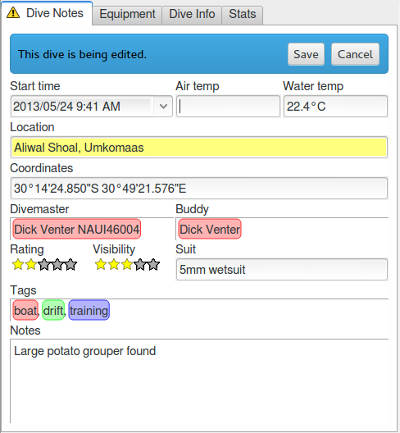 Dive Notes Equipment Dive Info Stats
This dive is being edited. Save Cancel
Start time Air temp Water temp
2013/05/24 9:41 AM 22.4°C
Location
Aliwal Shoal, Umkomaas
Coordinates
30°14'24.850"S 30°49'21.576"E
Divemaster Buddy
Dick Venter NAUI46004 Dick Venter
Rating Visibility Suit
5mm wetsuit
Tags
boat, drift, training
Notes
Large potato grouper found